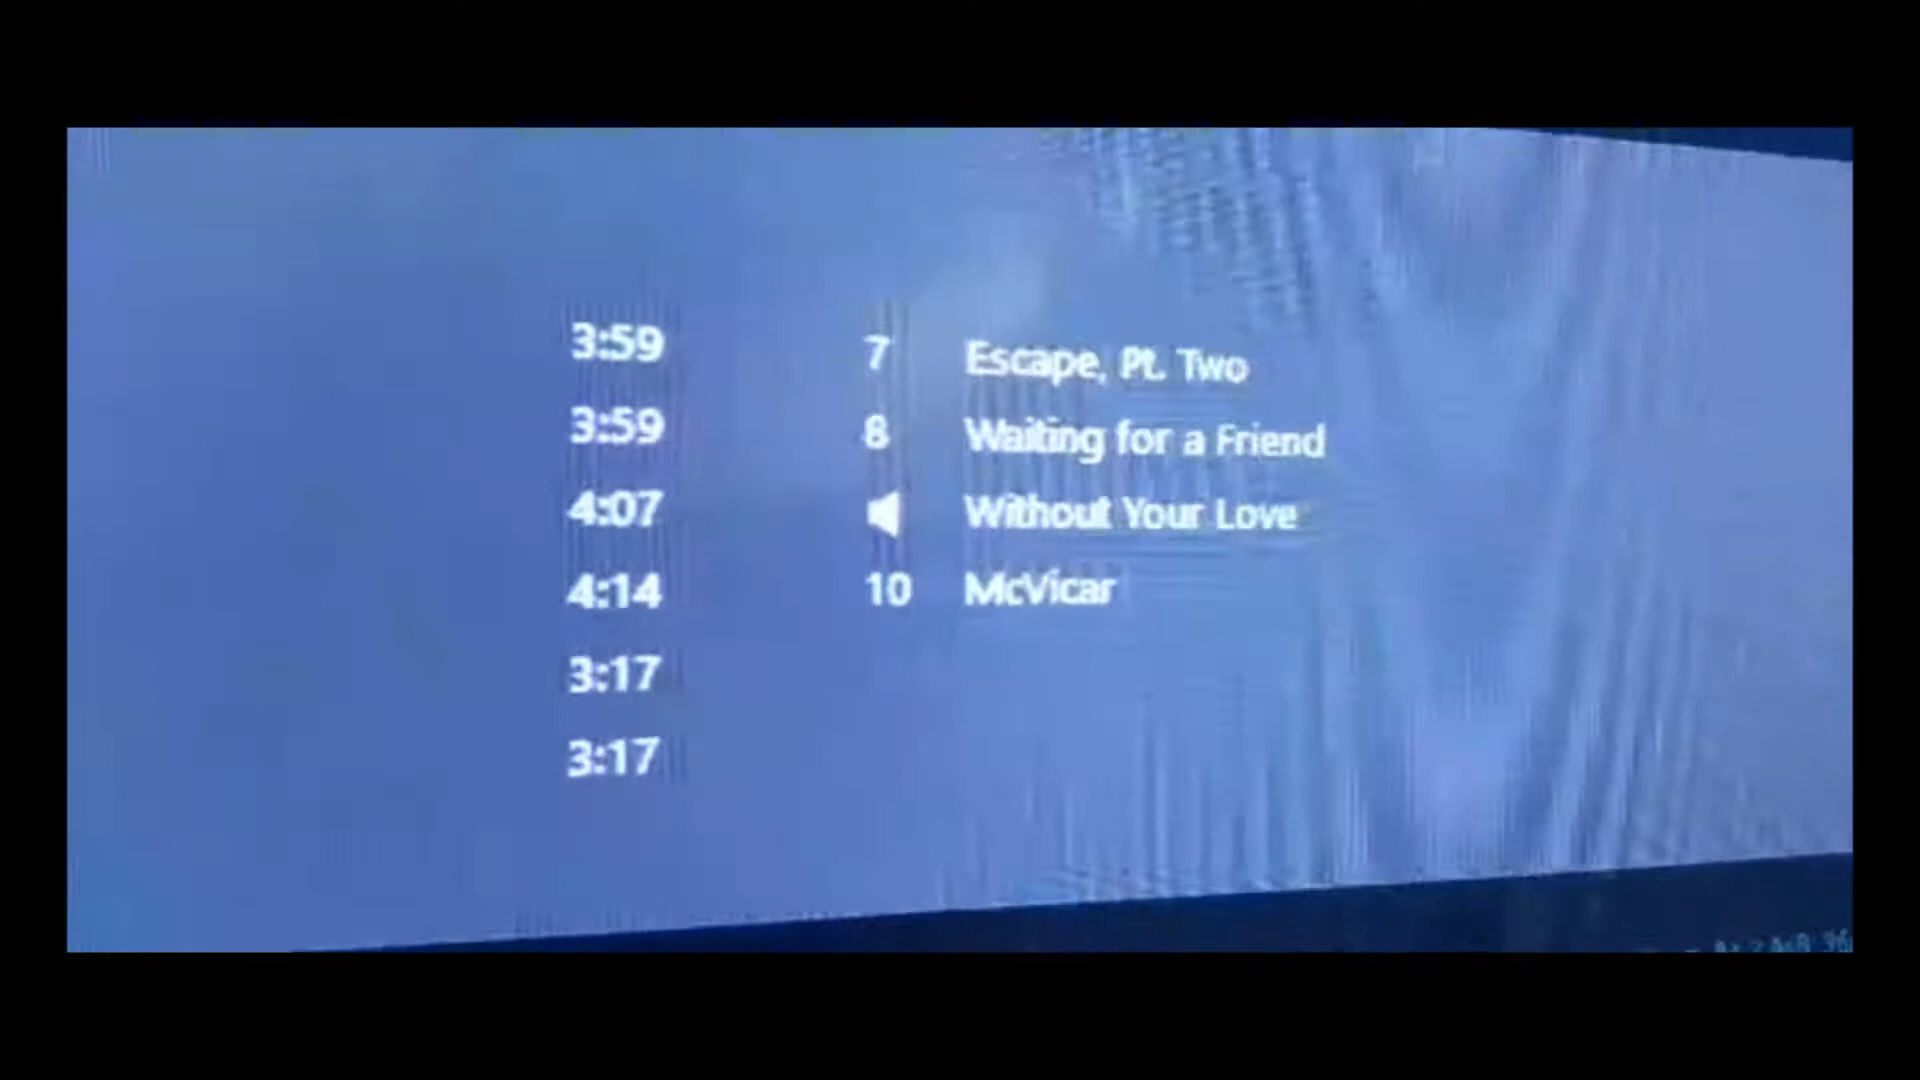 3:59
3:59
4:07
4:14
3:17
3:17
7 Escape, Pt. Two
8 Waiting for a Friend
Without Your Love
10 McVicar